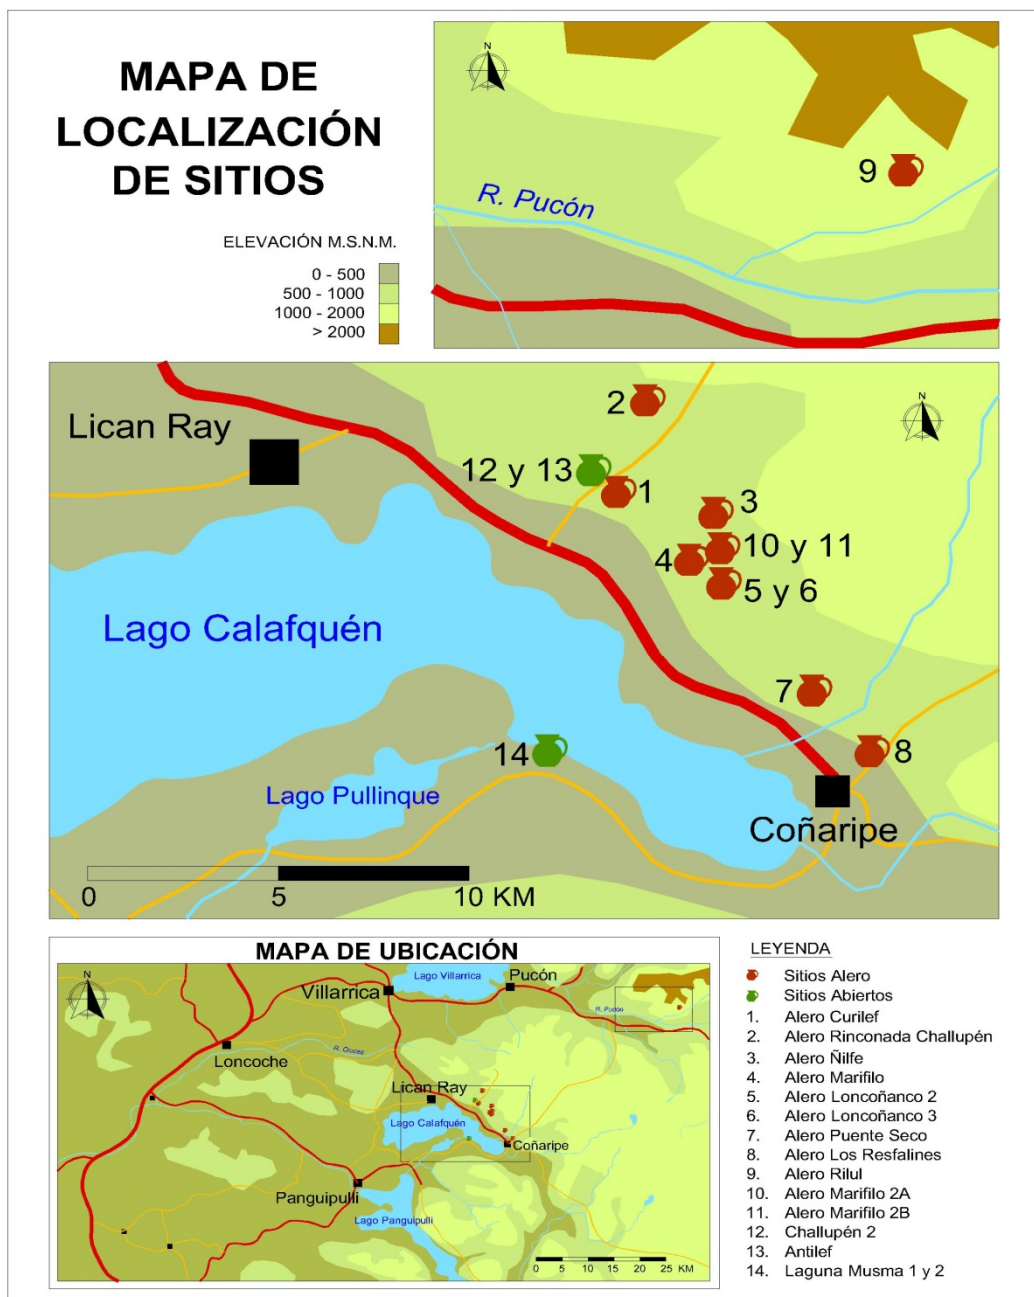 MAPA DE
LOCALIZACIÓN
DE SITIOS
ELEVACIÓN M.S.N.M.
0 - 500
500 - 1000
1000 - 2000
> 2000
N
9
R. Pucón
N
2
Lican Ray
12 y 13
1
3
10 y 11
4
5 y 6
Lago Calafquén
7
14
8
Lago Pullinque
Coñaripe
0 5 10 KM
MAPA DE UBICACIÓN
N
Lago Villarrica
Pucón
Villarrica
R. Pucón
Loncoche
R. Cruces
Lican Ray
Lago Calafquén
Coñaripe
Panguipulli
Lago Panguipulli
0 5 10 15 20 25 KM
LEYENDA
Sitios Alero
Sitios Abiertos
1. Alero Curilef
2. Alero Rinconada Challupén
3. Alero Ñilfe
4. Alero Marifilo
5. Alero Loncoñanco 2
6. Alero Loncoñanco 3
7. Alero Puente Seco
8. Alero Los Resfalines
9. Alero Rilul
10. Alero Marifilo 2A
11. Alero Marifilo 2B
12. Challupén 2
13. Antilef
14. Laguna Musma 1 y 2